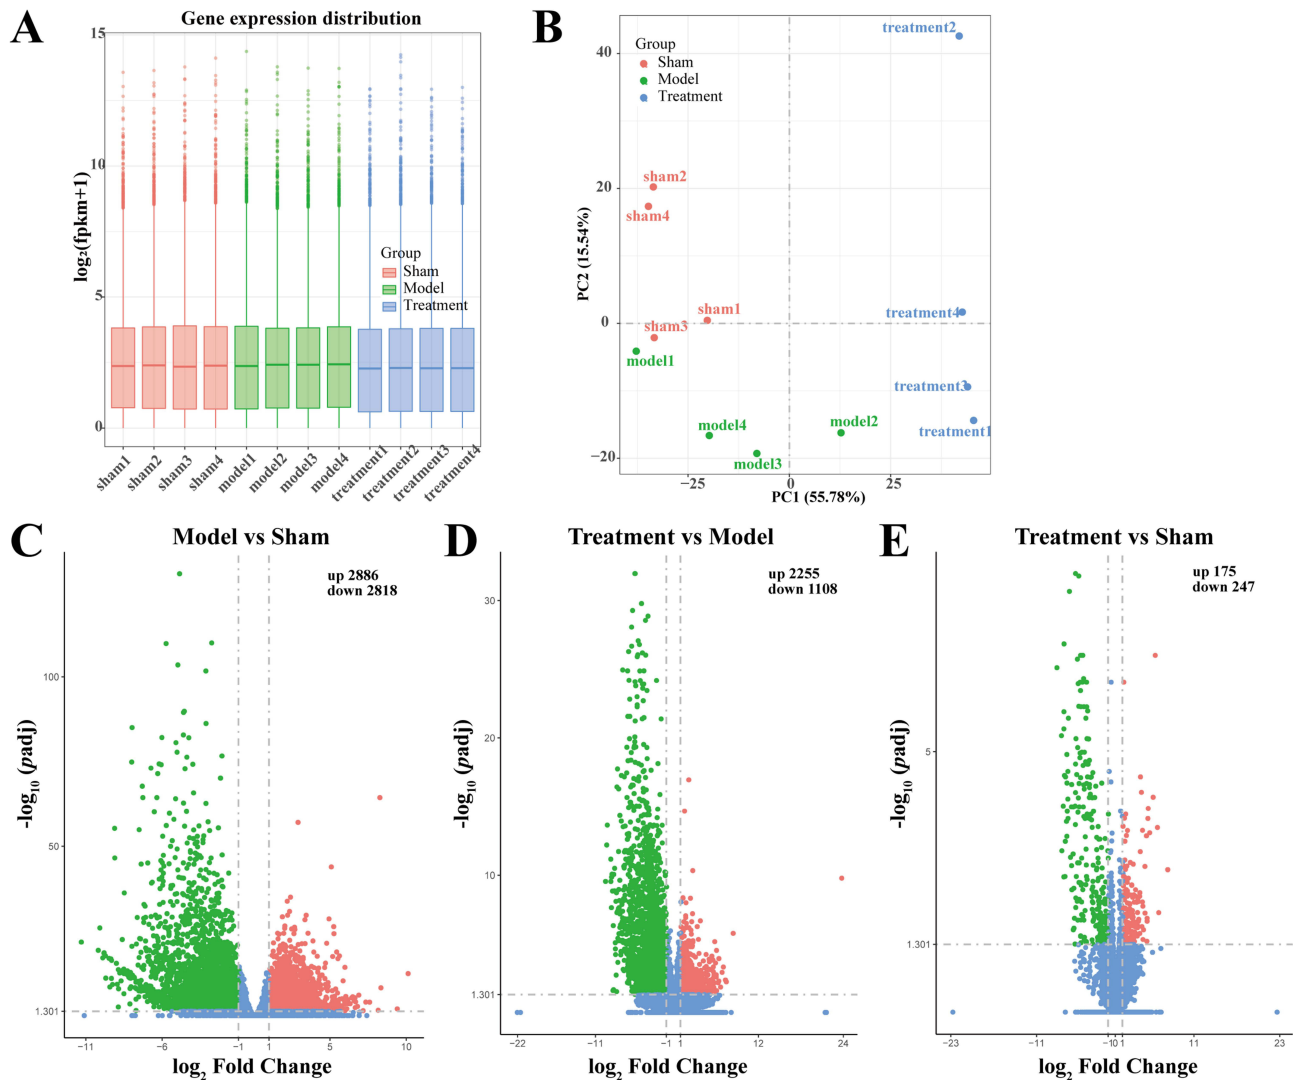 A
Gene expression distribution
log₂(fpkm+1)
15
10
5
0
Group
Sham
Model
Treatment
sham1
sham2
sham3
sham4
model1
model2
model3
model4
treatment1
treatment2
treatment3
treatment4
B
Group
Sham
Model
Treatment
PC2 (15.54%)
40
20
0
−20
treatment2
sham2
sham4
sham1
sham3
model1
treatment4
treatment3
treatment1
model2
model4
model3
−25
0
25
PC1 (55.78%)
C
Model vs Sham
up 2886
down 2818
-log₁₀ (padj)
100
50
1.301
−11
−6
−1
1
5
10
log₂ Fold Change
D
Treatment vs Model
up 2255
down 1108
-log₁₀ (padj)
30
20
10
1.301
−22
−11
−1
1
12
24
log₂ Fold Change
E
Treatment vs Sham
up 175
down 247
-log₁₀ (padj)
5
1.301
−23
−11
−1
0
1
11
23
log₂ Fold Change